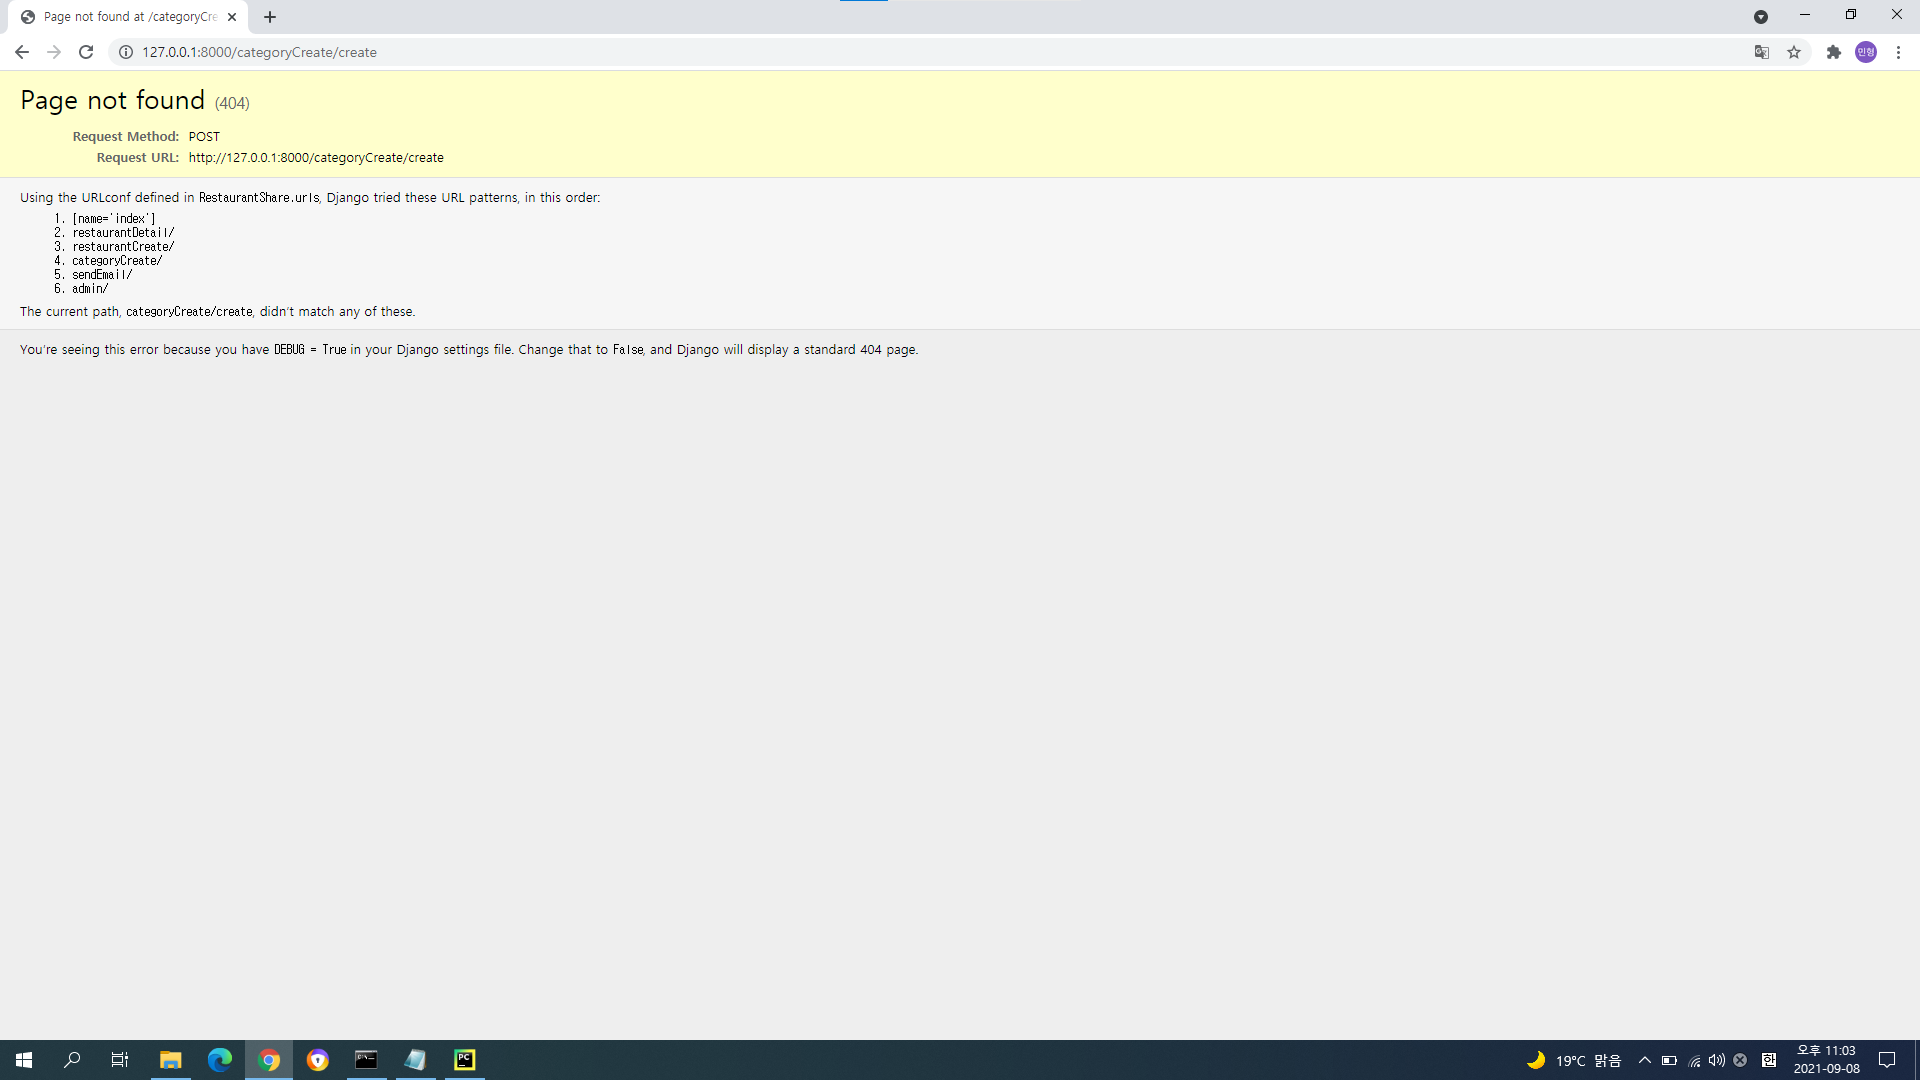 Page not found at /categoryCre
127.0.0.1:8000/categoryCreate/create
민형
Page not found (404)
Request Method: POST
Request URL: http://127.0.0.1:8000/categoryCreate/create
Using the URLconf defined in RestaurantShare.urls, Django tried these URL patterns, in this order:
1. [name='index']
2. restaurantDetail/
3. restaurantCreate/
4. categoryCreate/
5. sendEmail/
6. admin/
The current path, categoryCreate/create, didn't match any of these.
You're seeing this error because you have DEBUG = True in your Django settings file. Change that to False, and Django will display a standard 404 page.
PC
19°C 맑음
한
오후 11:03
2021-09-08